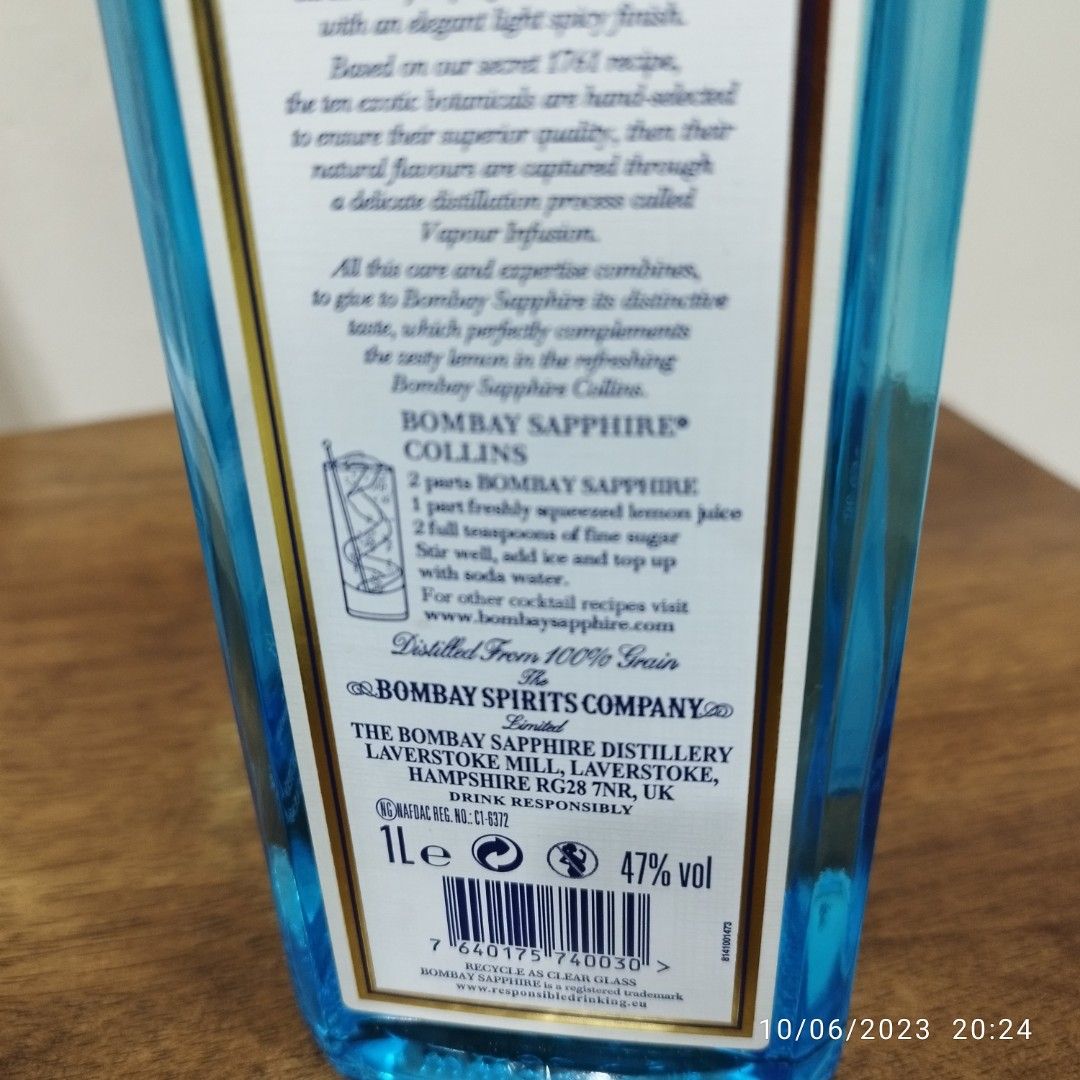 with an elegant light spicy finish.
Based on our secret 1761 recipe,
the ten exotic botanicals are hand-selected
to ensure their superior quality, then their
natural flavours are captured through
a delicate distillation process called
Vapour Infusion.
All this care and expertise combines,
to give to Bombay Sapphire its distinctive
taste, which perfectly complements
the zesty lemon in the refreshing
Bombay Sapphire Collins.
BOMBAY SAPPHIRE®
COLLINS
2 parts BOMBAY SAPPHIRE
1 part freshly squeezed lemon juice
2 full teaspoons of fine sugar
Stir well, add ice and top up
with soda water.
For other cocktail recipes visit
www.bombaysapphire.com
Distilled From 100% Grain
The
BOMBAY SPIRITS COMPANY
Limited
THE BOMBAY SAPPHIRE DISTILLERY
LAVERSTOKE MILL, LAVERSTOKE,
HAMPSHIRE RG28 7NR, UK
DRINK RESPONSIBLY
NG NAFDAC REG. NO.: C1-6372
1L e 47% vol
7 640175 740030 >
8141001473
RECYCLE AS CLEAR GLASS
BOMBAY SAPPHIRE is a registered trademark
www.responsibledrinking.eu
10/06/2023 20:24